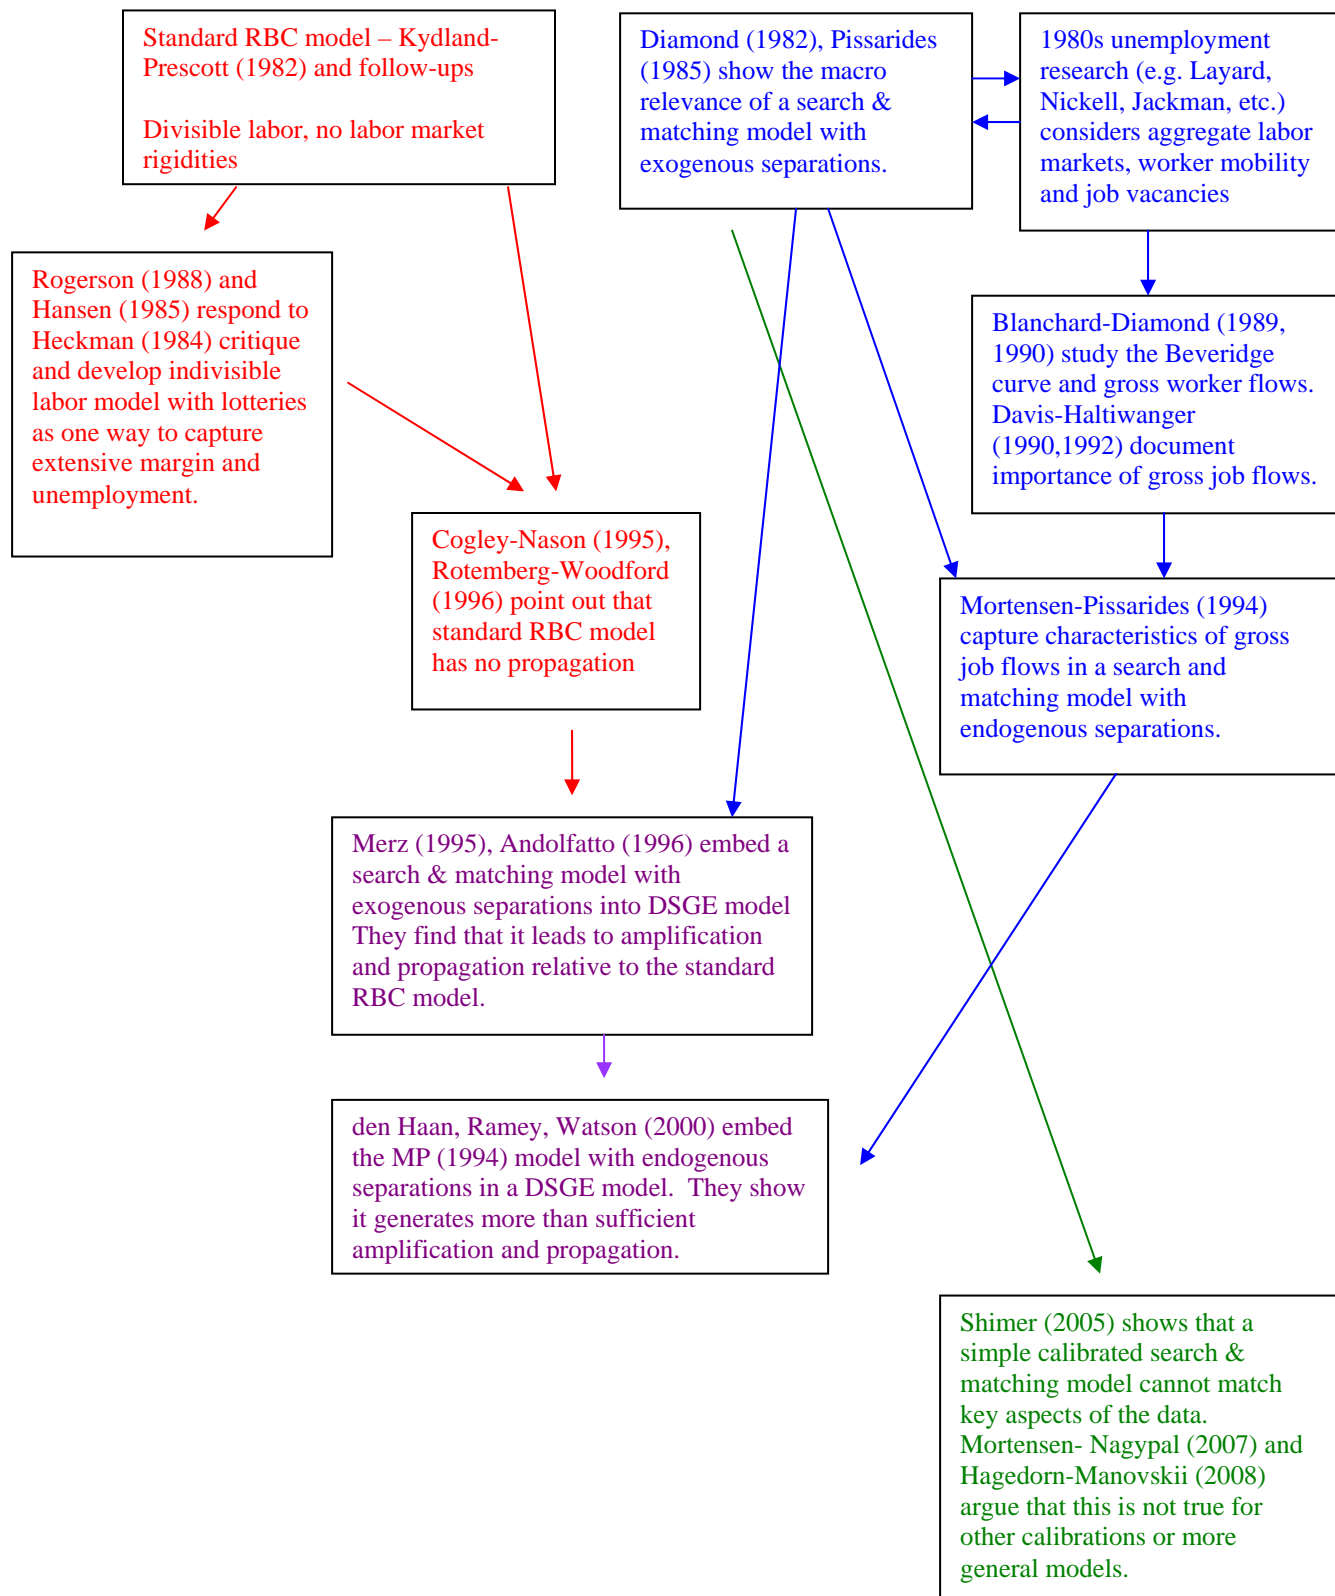 Standard RBC model – Kydland-
Prescott (1982) and follow-ups
Divisible labor, no labor market
rigidities
Diamond (1982), Pissarides
(1985) show the macro
relevance of a search &
matching model with
exogenous separations.
1980s unemployment
research (e.g. Layard,
Nickell, Jackman, etc.)
considers aggregate labor
markets, worker mobility
and job vacancies
Rogerson (1988) and
Hansen (1985) respond to
Heckman (1984) critique
and develop indivisible
labor model with lotteries
as one way to capture
extensive margin and
unemployment.
Blanchard-Diamond (1989,
1990) study the Beveridge
curve and gross worker flows.
Davis-Haltiwanger
(1990,1992) document
importance of gross job flows.
Cogley-Nason (1995),
Rotemberg-Woodford
(1996) point out that
standard RBC model
has no propagation
Mortensen-Pissarides (1994)
capture characteristics of gross
job flows in a search and
matching model with
endogenous separations.
Merz (1995), Andolfatto (1996) embed a
search & matching model with
exogenous separations into DSGE model
They find that it leads to amplification
and propagation relative to the standard
RBC model.
den Haan, Ramey, Watson (2000) embed
the MP (1994) model with endogenous
separations in a DSGE model.  They show
it generates more than sufficient
amplification and propagation.
Shimer (2005) shows that a
simple calibrated search &
matching model cannot match
key aspects of the data.
Mortensen- Nagypal (2007) and
Hagedorn-Manovskii (2008)
argue that this is not true for
other calibrations or more
general models.